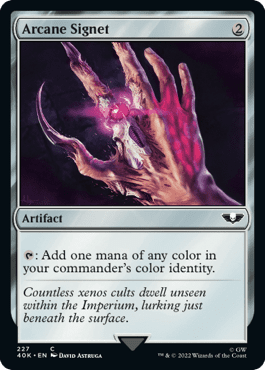 Arcane Signet 2
Artifact
: Add one mana of any color in
your commander's color identity.
Countless xenos cults dwell unseen
within the Imperium, lurking just
beneath the surface.
227 C © GW
40K • EN DAVID ASTRUGA ™ & © 2022 Wizards of the Coast